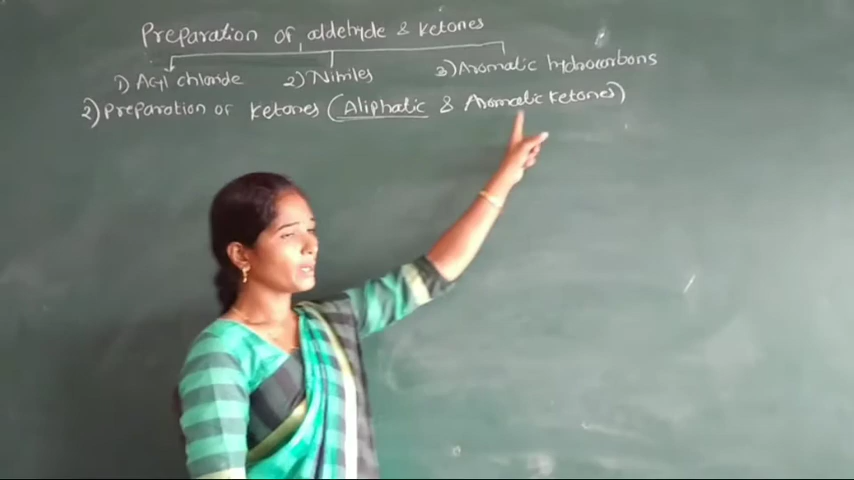 Preparation of aldehyde & ketones
1) Acyl chloride 2) Nitriles 3) Aromatic hydrocarbons
2) Preparation of ketones (Aliphatic & Aromatic ketones)